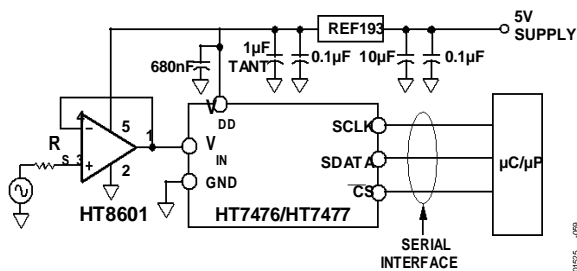 5V
SUPPLY
REF193
1µF
TANT
0.1µF
10µF
0.1µF
680nF
V DD
4
5
1
–
+
R S
3
2
V IN
GND
SCLK
SDATA
CS
µC/µP
HT8601
HT7476/HT7477
SERIAL
INTERFACE